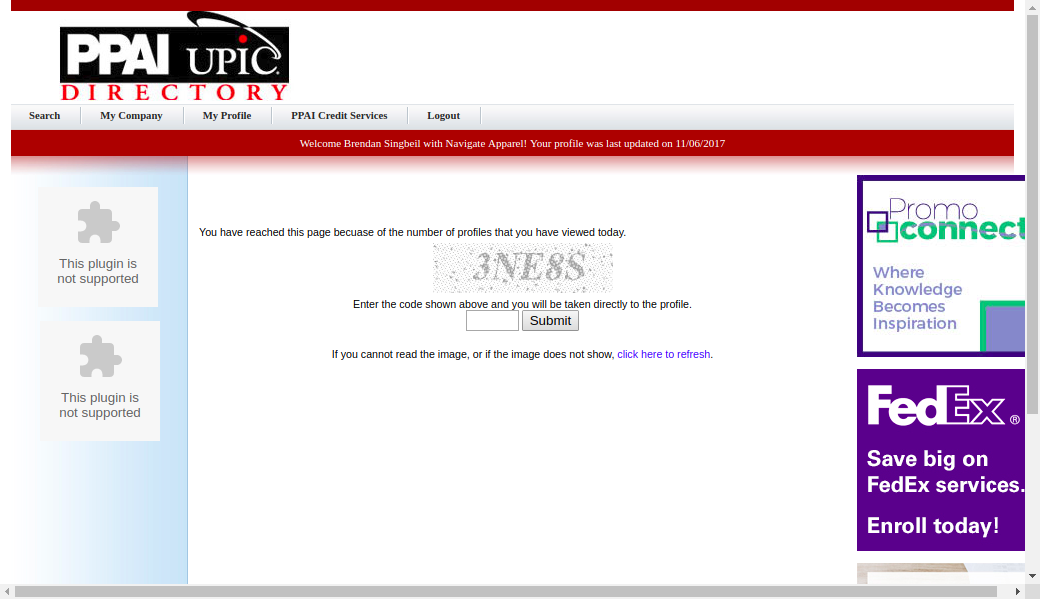 PPAI UPIC
DIRECTORY
Search My Company My Profile PPAI Credit Services Logout
Welcome Brendan Singbeil with Navigate Apparel! Your profile was last updated on 11/06/2017
This plugin is
not supported
This plugin is
not supported
You have reached this page becuase of the number of profiles that you have viewed today.
3NE8S
Enter the code shown above and you will be taken directly to the profile.
Submit
If you cannot read the image, or if the image does not show, click here to refresh.
Promo
connect
Where
Knowledge
Becomes
Inspiration
FedEx®
Save big on
FedEx services.
Enroll today!